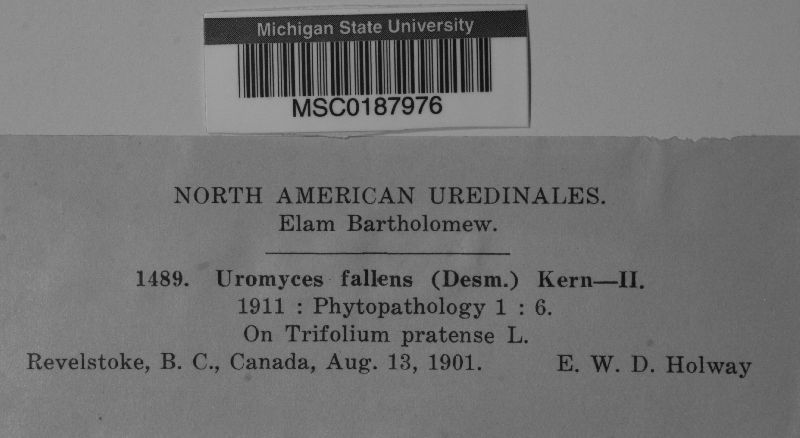 Michigan State University
MSC0187976
NORTH AMERICAN UREDINALES.
Elam Bartholomew.
1489. Uromyces fallens (Desm.) Kern—II.
1911 : Phytopathology 1 : 6.
On Trifolium pratense L.
Revelstoke, B. C., Canada, Aug. 13, 1901. E. W. D. Holway